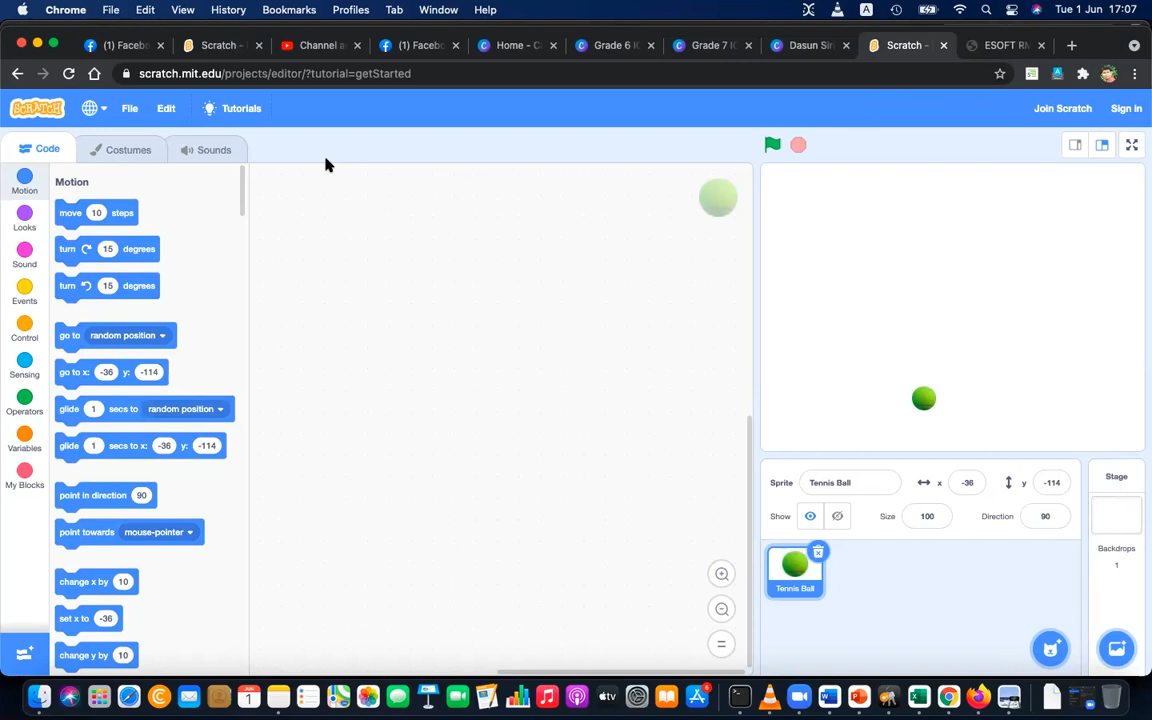 Chrome File Edit View History Bookmarks Profiles Tab Window Help A Tue 1 Jun 17:07
(1) Faceb Scratch - Channel a (1) Faceb Home - C Grade 6 I Grade 7 I Dasun Sir Scratch - ESOFT RM
scratch.mit.edu/projects/editor/?tutorial=getStarted
SCRATCH File Edit Tutorials Join Scratch Sign in
Code Costumes Sounds
Motion
Looks
Sound
Events
Control
Sensing
Operators
Variables
My Blocks
Motion
move 10 steps
turn 15 degrees
turn 15 degrees
go to random position
go to x: -36 y: -114
glide 1 secs to random position
glide 1 secs to x: -36 y: -114
point in direction 90
point towards mouse-pointer
change x by 10
set x to -36
change y by 10
Sprite Tennis Ball x -36 y -114
Show Size 100 Direction 90
Tennis Ball
Stage
Backdrops
1